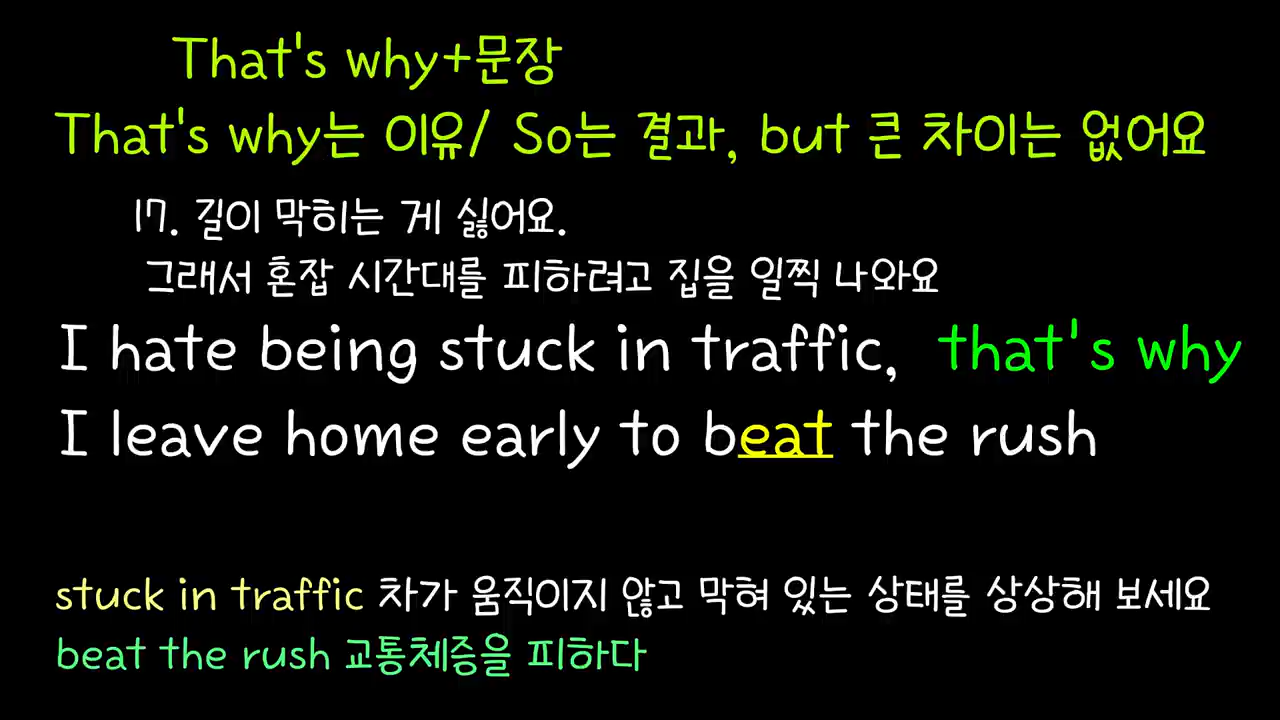 That's why+문장
That's why는 이유/ So는 결과, but 큰 차이는 없어요
17. 길이 막히는 게 싫어요.
그래서 혼잡 시간대를 피하려고 집을 일찍 나와요
I hate being stuck in traffic, that's why
I leave home early to beat the rush
stuck in traffic 차가 움직이지 않고 막혀 있는 상태를 상상해 보세요
beat the rush 교통체증을 피하다